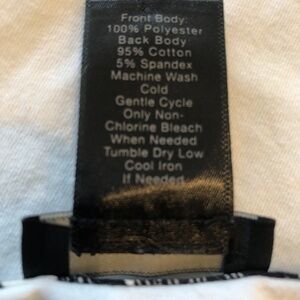 Front Body:
100% Polyester
Back Body:
95% Cotton
5% Spandex
Machine Wash
Cold
Gentle Cycle
Only Non-
Chlorine Bleach
When Needed
Tumble Dry Low
Cool Iron
If Needed